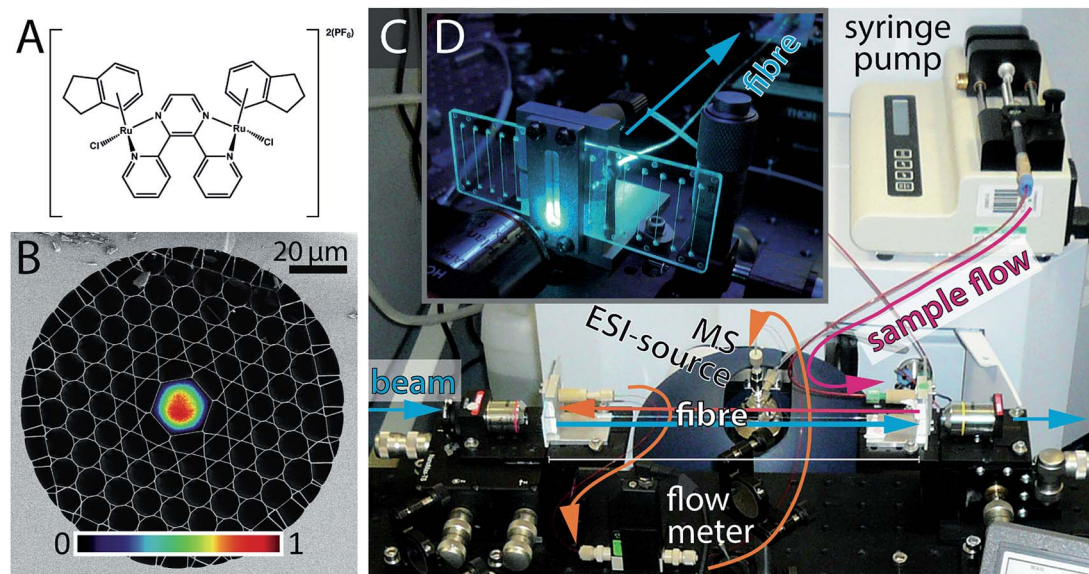 A
2(PF6)
Ru
N
N
Ru
Cl
N
N
Cl
B
20 µm
0
1
C
D
fibre
syringe
pump
sample flow
MS
ESI-source
beam
fibre
flow
meter